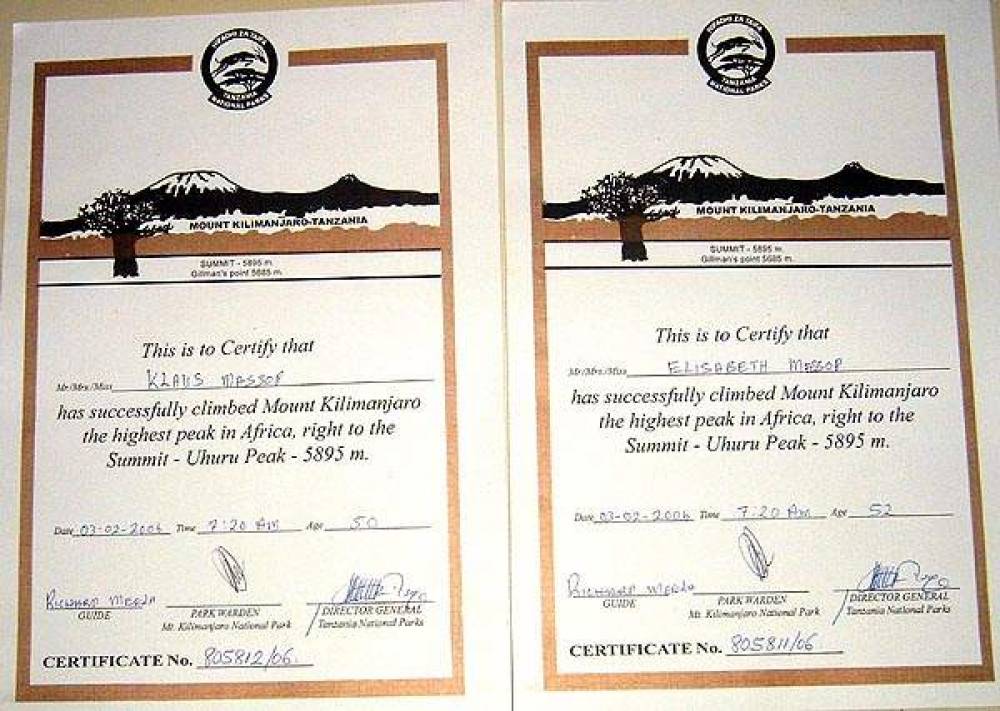 HIFADHI ZA TAIFA
TANZANIA
NATIONAL PARKS
MOUNT KILIMANJARO-TANZANIA
SUMMIT - 5895 m.
Gillman's point 5685 m.
This is to Certify that
Mr./Mrs./Miss KLAUS MASSOP
has successfully climbed Mount Kilimanjaro
the highest peak in Africa, right to the
Summit - Uhuru Peak - 5895 m.
Date 03-02-2006 Time 7:20 AM Age 50
RICHARD
GUIDE
PARK WARDEN
Mt. Kilimanjaro National Park
DIRECTOR GENERAL
Tanzania National Parks
CERTIFICATE No. 805812/06
HIFADHI ZA TAIFA
TANZANIA
NATIONAL PARKS
MOUNT KILIMANJARO-TANZANIA
SUMMIT - 5895 m.
Gillman's point 5685 m.
This is to Certify that
Mr./Mrs./Miss ELISABETH MASSOP
has successfully climbed Mount Kilimanjaro
the highest peak in Africa, right to the
Summit - Uhuru Peak - 5895 m.
Date 03-02-2006 Time 7:20 AM Age 52
RICHARD
GUIDE
PARK WARDEN
Mt. Kilimanjaro National Park
DIRECTOR GENERAL
Tanzania National Parks
CERTIFICATE No. 805811/06